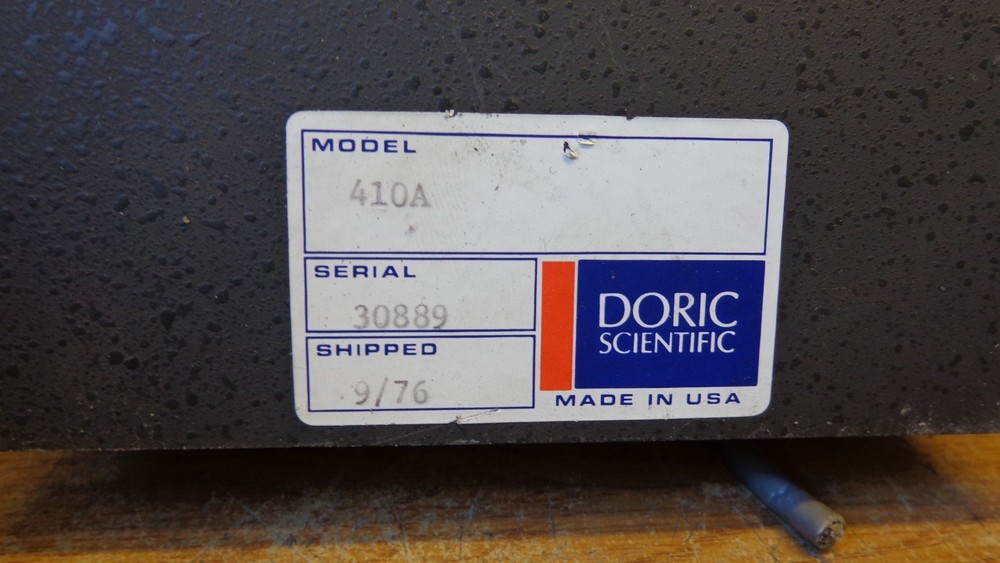 MODEL
410A
SERIAL
30889
SHIPPED
9/76
DORIC
SCIENTIFIC
MADE IN USA